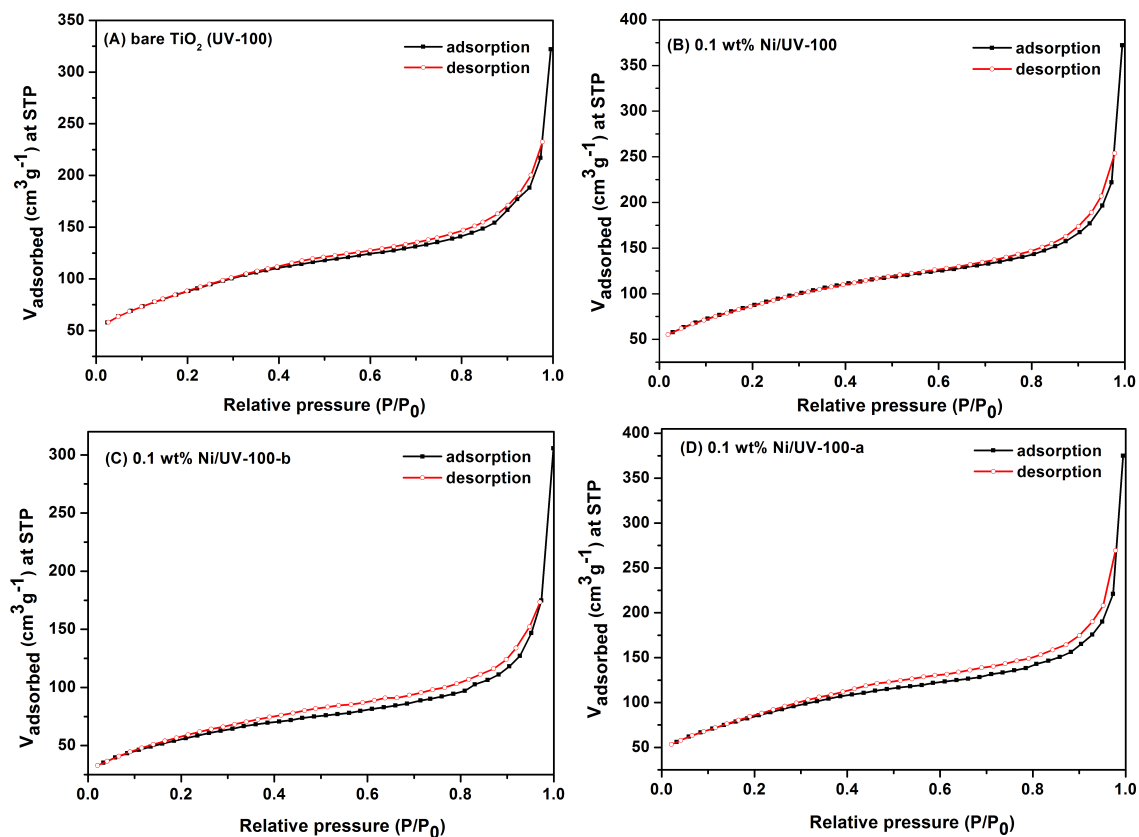 (A) bare TiO2 (UV-100)
adsorption
desorption
350
300
250
200
150
100
50
0.0 0.2 0.4 0.6 0.8 1.0
Vadsorbed (cm3g-1) at STP
Relative pressure (P/P0)
(B) 0.1 wt% Ni/UV-100
adsorption
desorption
400
350
300
250
200
150
100
50
0.0 0.2 0.4 0.6 0.8 1.0
Vadsorbed (cm3g-1) at STP
Relative pressure (P/P0)
(C) 0.1 wt% Ni/UV-100-b
adsorption
desorption
300
250
200
150
100
50
0.0 0.2 0.4 0.6 0.8 1.0
Vadsorbed (cm3g-1) at STP
Relative pressure (P/P0)
(D) 0.1 wt% Ni/UV-100-a
adsorption
desorption
400
350
300
250
200
150
100
50
0.0 0.2 0.4 0.6 0.8 1.0
Vadsorbed (cm3g-1) at STP
Relative pressure (P/P0)